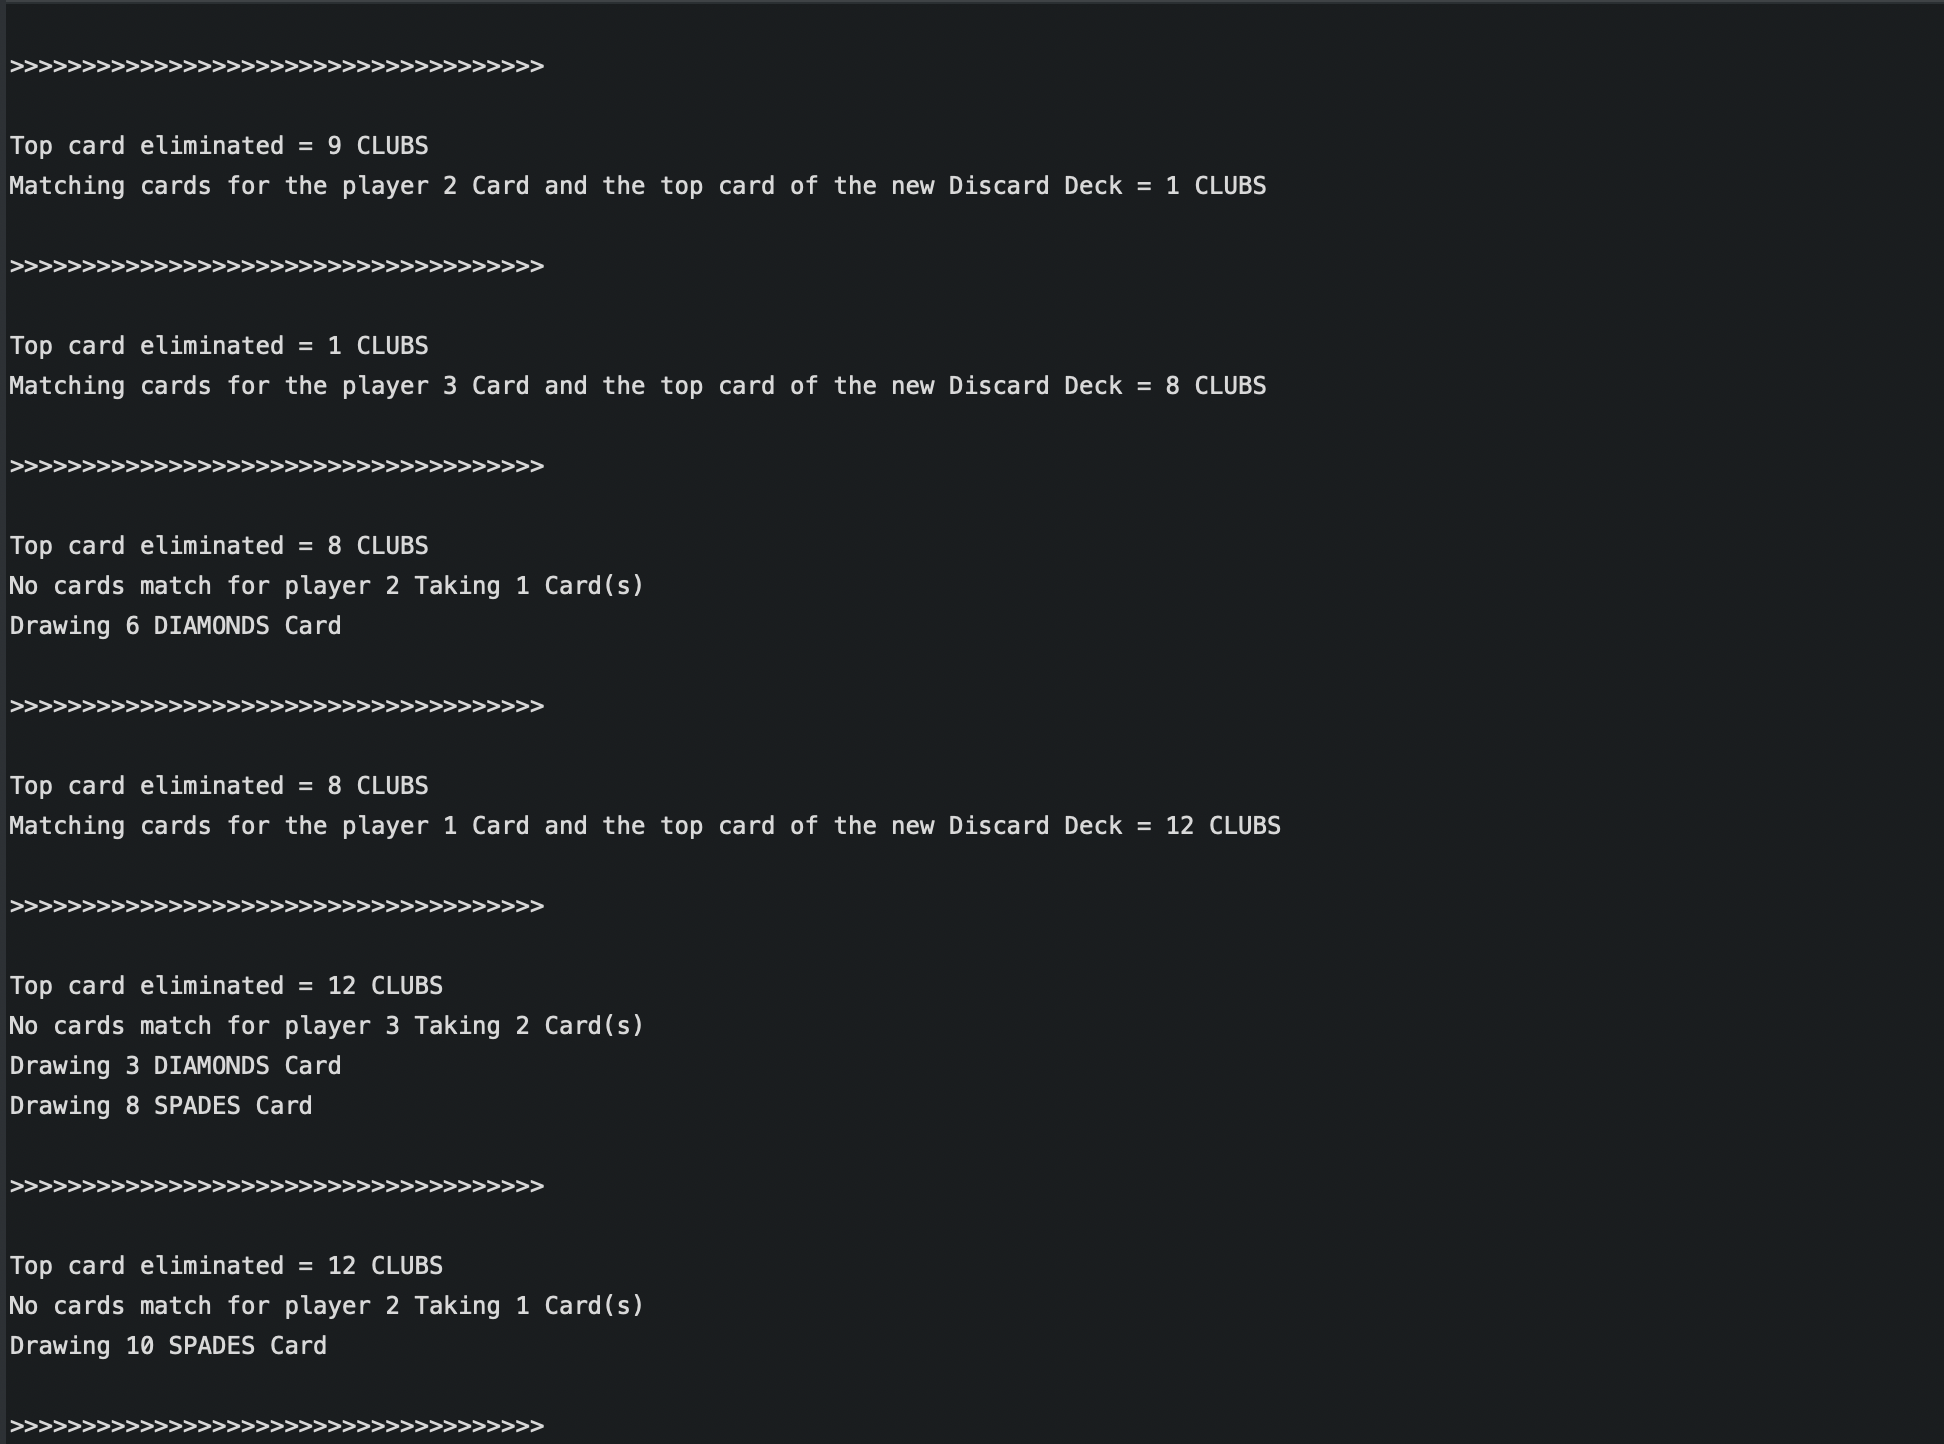 >>>>>>>>>>>>>>>>>>>>>>>>>>>>>>>>>>>>>
Top card eliminated = 9 CLUBS
Matching cards for the player 2 Card and the top card of the new Discard Deck = 1 CLUBS
>>>>>>>>>>>>>>>>>>>>>>>>>>>>>>>>>>>>>
Top card eliminated = 1 CLUBS
Matching cards for the player 3 Card and the top card of the new Discard Deck = 8 CLUBS
>>>>>>>>>>>>>>>>>>>>>>>>>>>>>>>>>>>>>
Top card eliminated = 8 CLUBS
No cards match for player 2 Taking 1 Card(s)
Drawing 6 DIAMONDS Card
>>>>>>>>>>>>>>>>>>>>>>>>>>>>>>>>>>>>>
Top card eliminated = 8 CLUBS
Matching cards for the player 1 Card and the top card of the new Discard Deck = 12 CLUBS
>>>>>>>>>>>>>>>>>>>>>>>>>>>>>>>>>>>>>
Top card eliminated = 12 CLUBS
No cards match for player 3 Taking 2 Card(s)
Drawing 3 DIAMONDS Card
Drawing 8 SPADES Card
>>>>>>>>>>>>>>>>>>>>>>>>>>>>>>>>>>>>>
Top card eliminated = 12 CLUBS
No cards match for player 2 Taking 1 Card(s)
Drawing 10 SPADES Card
>>>>>>>>>>>>>>>>>>>>>>>>>>>>>>>>>>>>>